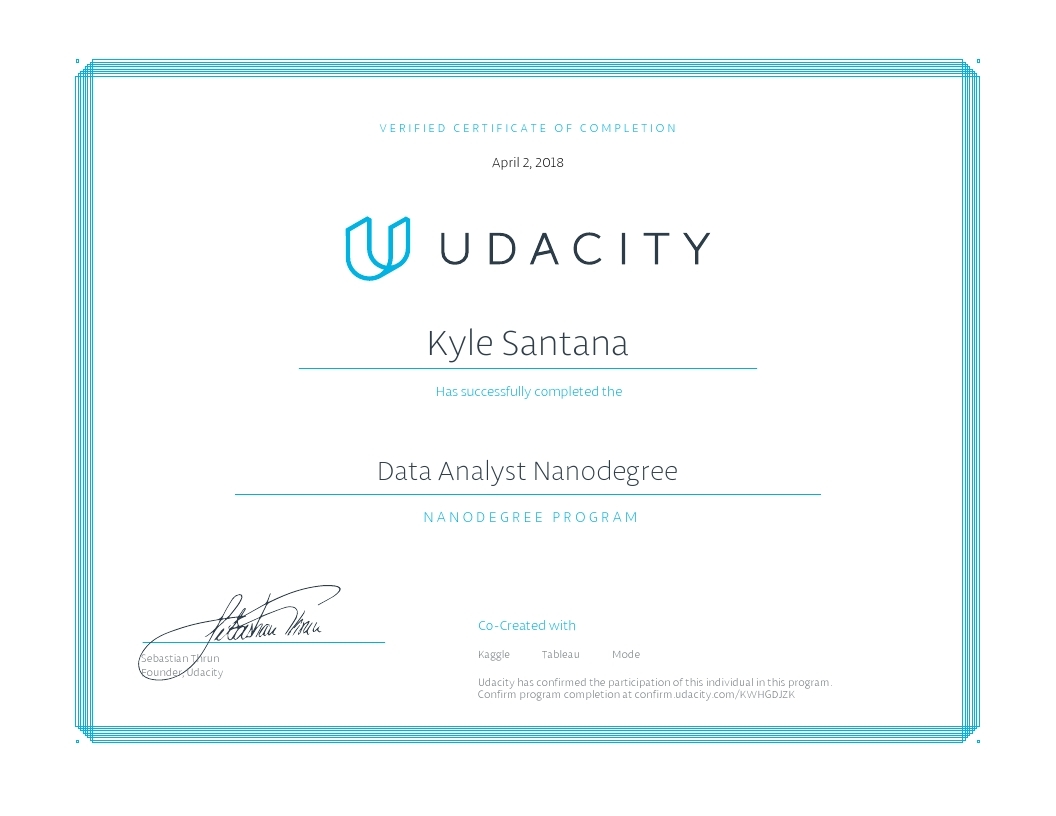 VERIFIED CERTIFICATE OF COMPLETION
April 2, 2018
UDACITY
Kyle Santana
Has successfully completed the
Data Analyst Nanodegree
NANODEGREE PROGRAM
Sebastian Thrun
Sebastian Thrun
Founder, Udacity
Co-Created with
Kaggle Tableau Mode
Udacity has confirmed the participation of this individual in this program.
Confirm program completion at confirm.udacity.com/KWHGDJZK